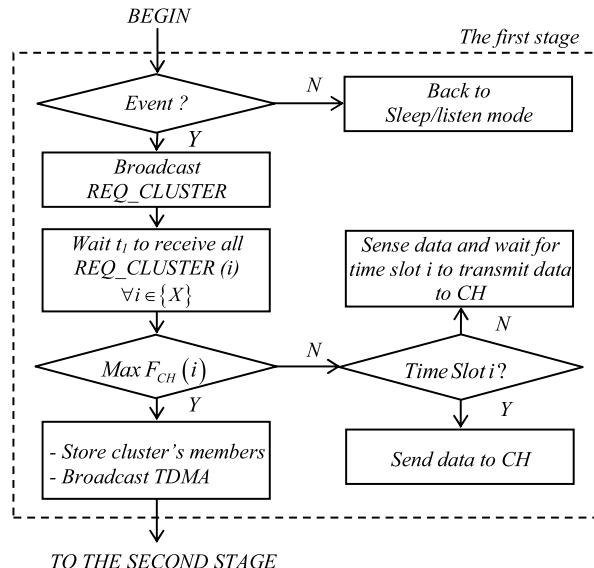 BEGIN
The first stage
Event ?
N
Back to
Sleep/listen mode
Y
Broadcast
REQ_CLUSTER
Wait t₁ to receive all
REQ_CLUSTER (i)
∀i∈{X}
Sense data and wait for
time slot i to transmit data
to CH
N
Max F_CH (i)
N
Time Slot i ?
Y
Y
- Store cluster's members
- Broadcast TDMA
Send data to CH
TO THE SECOND STAGE